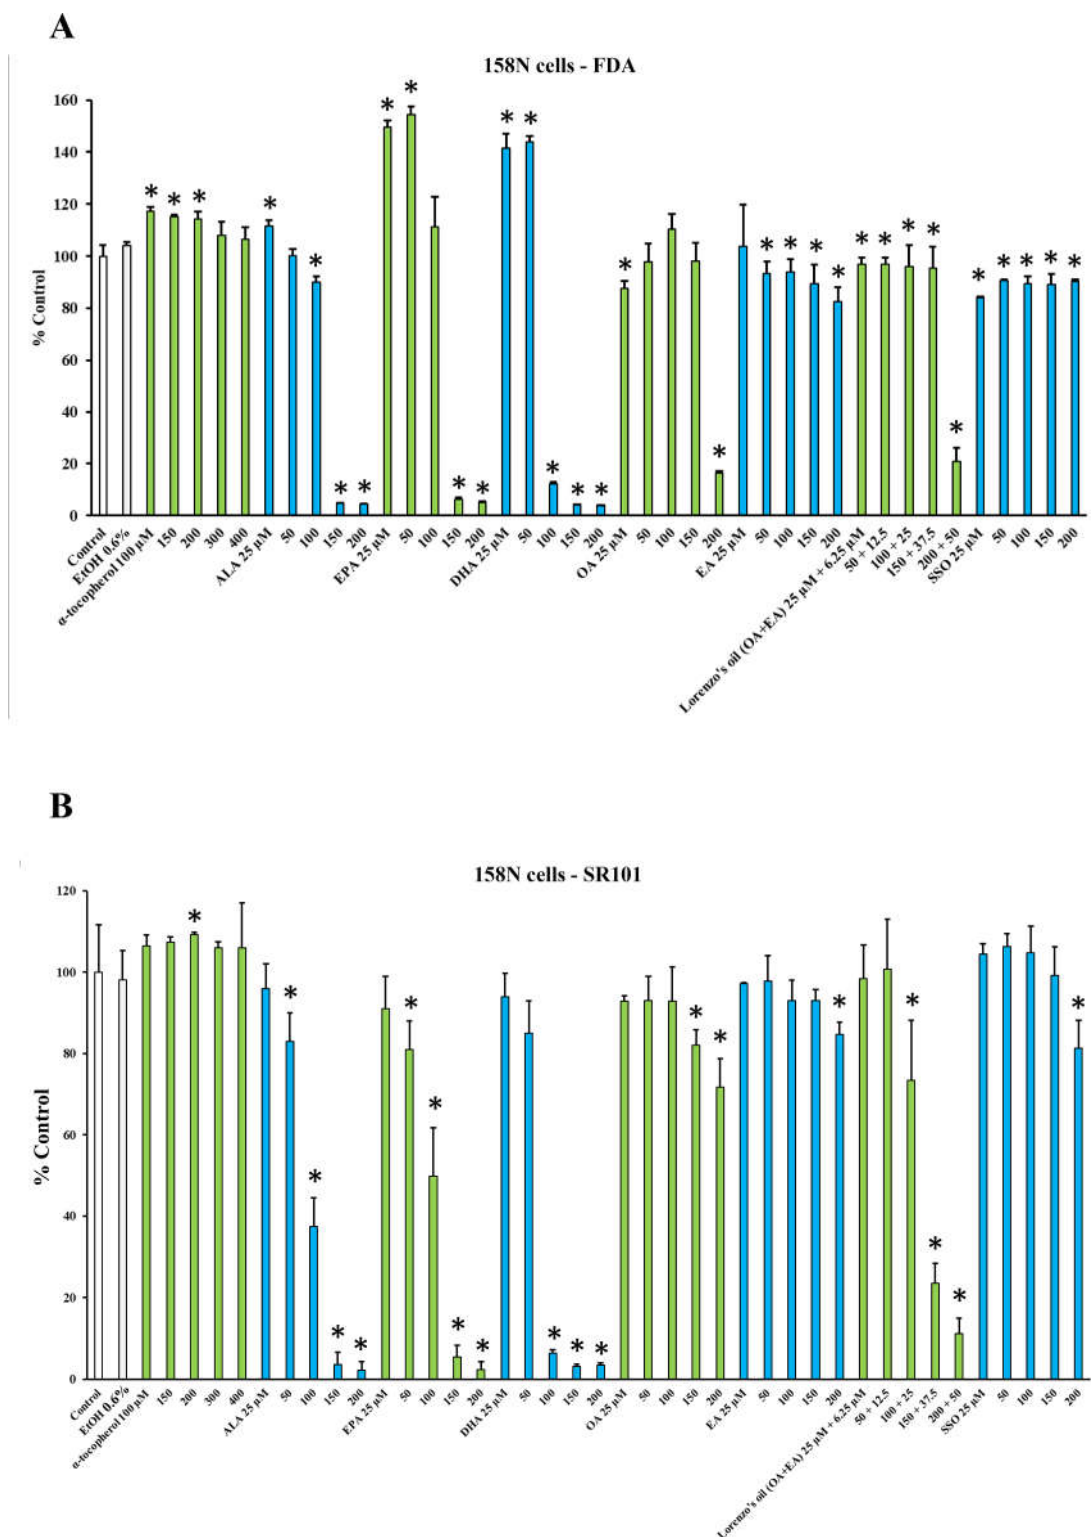 A
158N cells - FDA
160
140
120
100
80
60
40
20
0
% Control
* * * * * * * * * * * * * * * * * * * * * * * * * * * * * * * * *
Control
EtOH 0.6%
α-tocopherol 100 µM
150
200
300
400
ALA 25 µM
50
100
150
200
EPA 25 µM
50
100
150
200
DHA 25 µM
50
100
150
200
OA 25 µM
50
100
150
200
EA 25 µM
50
100
150
200
Lorenzo's oil (OA+EA) 25 µM + 6.25 µM
50 + 12.5
100 + 25
150 + 37.5
200 + 50
SSO 25 µM
50
100
150
200
B
158N cells - SR101
120
100
80
60
40
20
0
% Control
* * * * * * * * * * * * * * * * * *
Control
EtOH 0.6%
α-tocopherol 100 µM
150
200
300
400
ALA 25 µM
50
100
150
200
EPA 25 µM
50
100
150
200
DHA 25 µM
50
100
150
200
OA 25 µM
50
100
150
200
EA 25 µM
50
100
150
200
Lorenzo's oil (OA+EA) 25 µM + 6.25 µM
50 + 12.5
100 + 25
150 + 37.5
200 + 50
SSO 25 µM
50
100
150
200